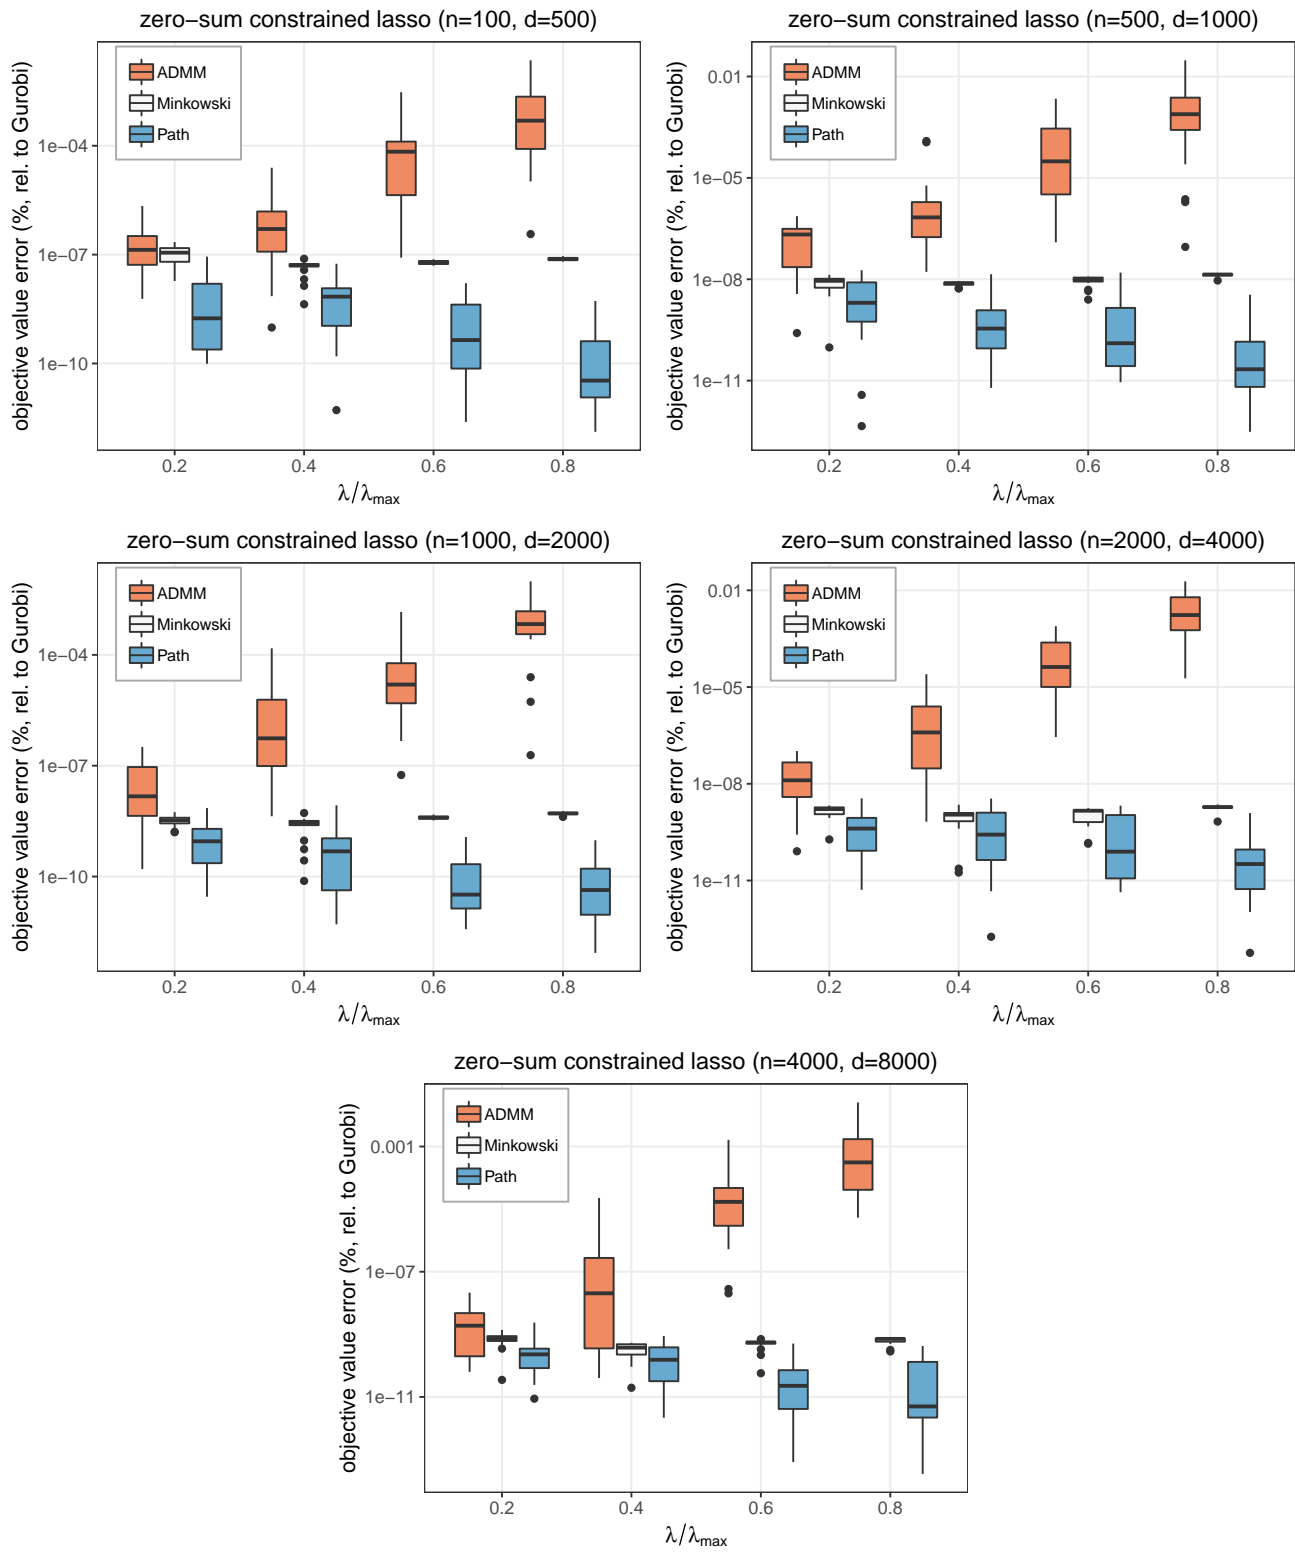 zero−sum constrained lasso (n=100, d=500)
objective value error (%, rel. to Gurobi)
ADMM
Minkowski
Path
1e−04
1e−07
1e−10
0.2 0.4 0.6 0.8
λ/λmax
zero−sum constrained lasso (n=500, d=1000)
objective value error (%, rel. to Gurobi)
ADMM
Minkowski
Path
0.01
1e−05
1e−08
1e−11
0.2 0.4 0.6 0.8
λ/λmax
zero−sum constrained lasso (n=1000, d=2000)
objective value error (%, rel. to Gurobi)
ADMM
Minkowski
Path
1e−04
1e−07
1e−10
0.2 0.4 0.6 0.8
λ/λmax
zero−sum constrained lasso (n=2000, d=4000)
objective value error (%, rel. to Gurobi)
ADMM
Minkowski
Path
0.01
1e−05
1e−08
1e−11
0.2 0.4 0.6 0.8
λ/λmax
zero−sum constrained lasso (n=4000, d=8000)
objective value error (%, rel. to Gurobi)
ADMM
Minkowski
Path
0.001
1e−07
1e−11
0.2 0.4 0.6 0.8
λ/λmax